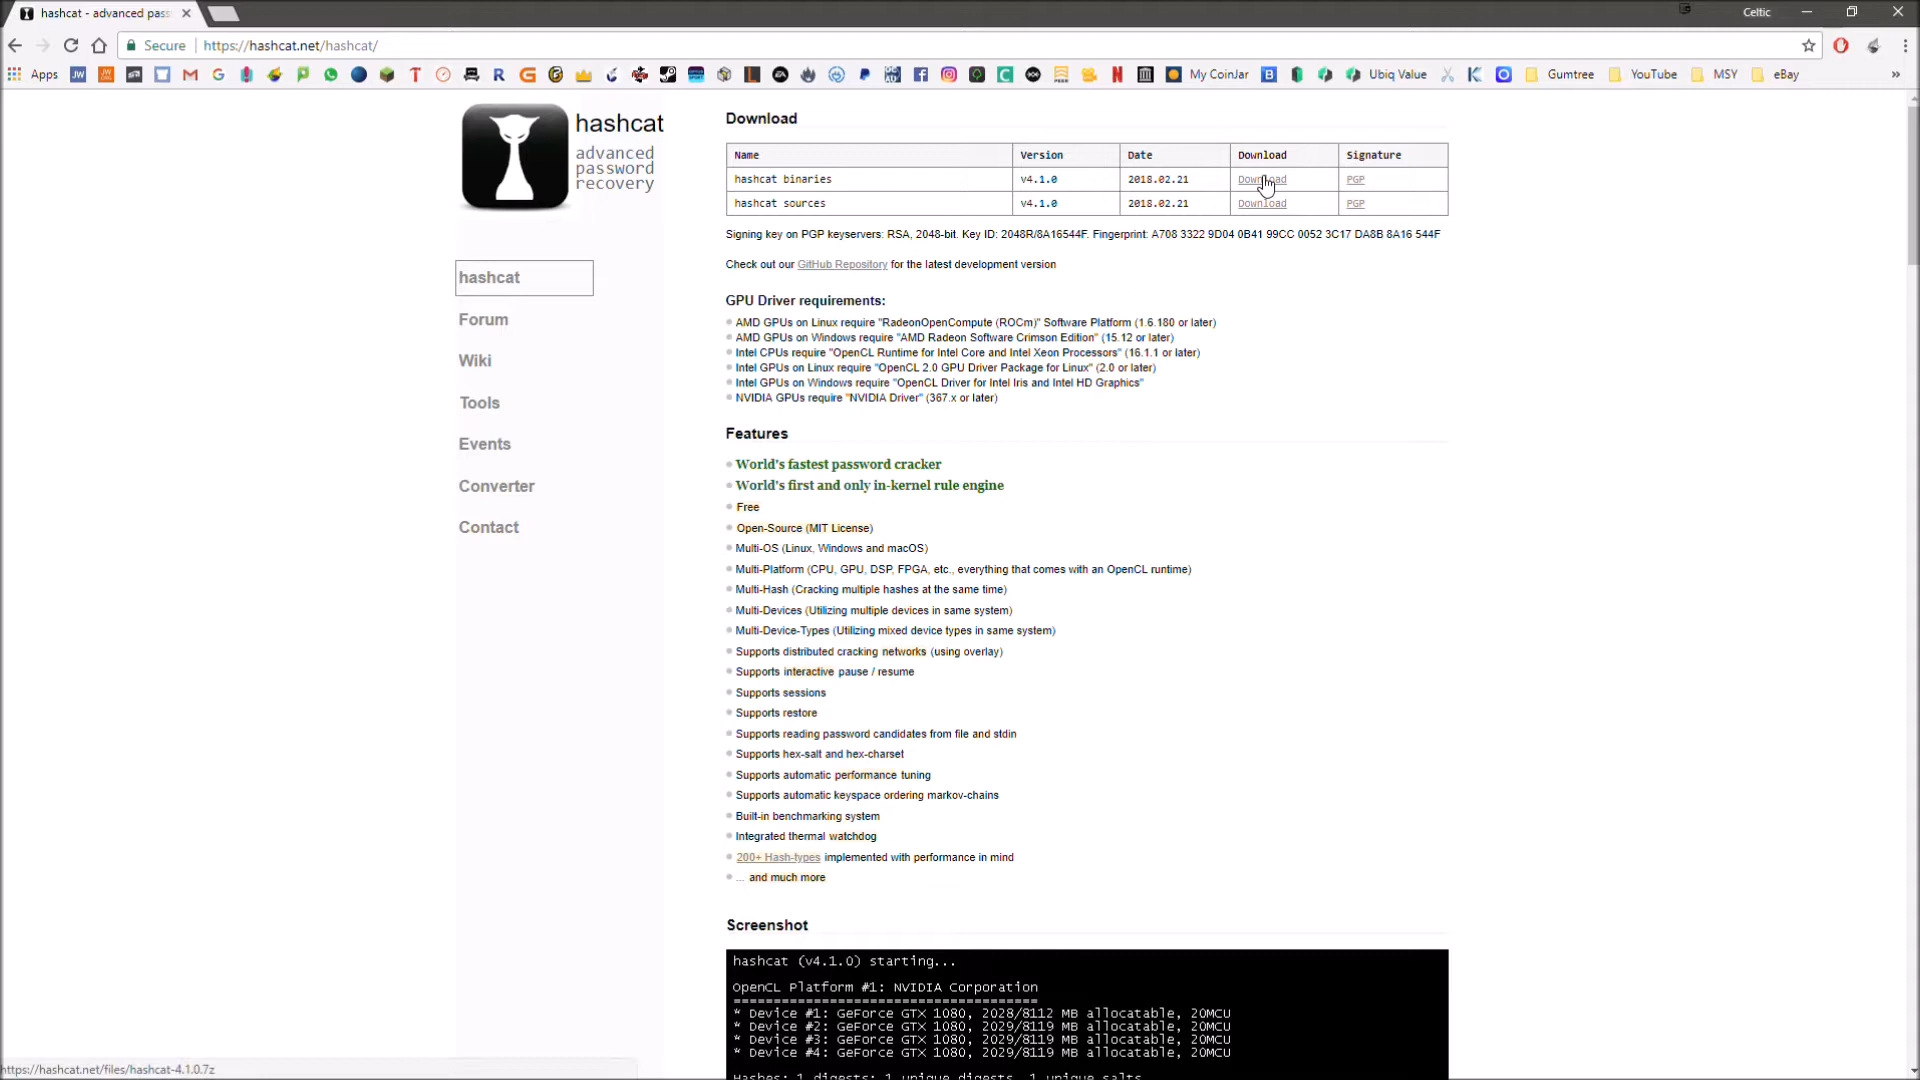 hashcat - advanced pass
Celtic
Secure
https://hashcat.net/hashcat/
Apps
My CoinJar
Ubiq Value
Gumtree
YouTube
MSY
eBay
»
hashcat
advanced
password
recovery
hashcat
Forum
Wiki
Tools
Events
Converter
Contact
Download
Name Version Date Download Signature
hashcat binaries v4.1.0 2018.02.21 Download PGP
hashcat sources v4.1.0 2018.02.21 Download PGP
Signing key on PGP keyservers: RSA, 2048-bit. Key ID: 2048R/8A16544F. Fingerprint: A708 3322 9D04 0B41 99CC 0052 3C17 DA8B 8A16 544F
Check out our GitHub Repository for the latest development version
GPU Driver requirements:
AMD GPUs on Linux require "RadeonOpenCompute (ROCm)" Software Platform (1.6.180 or later)
AMD GPUs on Windows require "AMD Radeon Software Crimson Edition" (15.12 or later)
Intel CPUs require "OpenCL Runtime for Intel Core and Intel Xeon Processors" (16.1.1 or later)
Intel GPUs on Linux require "OpenCL 2.0 GPU Driver Package for Linux" (2.0 or later)
Intel GPUs on Windows require "OpenCL Driver for Intel Iris and Intel HD Graphics"
NVIDIA GPUs require "NVIDIA Driver" (367.x or later)
Features
World's fastest password cracker
World's first and only in-kernel rule engine
Free
Open-Source (MIT License)
Multi-OS (Linux, Windows and macOS)
Multi-Platform (CPU, GPU, DSP, FPGA, etc., everything that comes with an OpenCL runtime)
Multi-Hash (Cracking multiple hashes at the same time)
Multi-Devices (Utilizing multiple devices in same system)
Multi-Device-Types (Utilizing mixed device types in same system)
Supports distributed cracking networks (using overlay)
Supports interactive pause / resume
Supports sessions
Supports restore
Supports reading password candidates from file and stdin
Supports hex-salt and hex-charset
Supports automatic performance tuning
Supports automatic keyspace ordering markov-chains
Built-in benchmarking system
Integrated thermal watchdog
200+ Hash-types implemented with performance in mind
... and much more
Screenshot
hashcat (v4.1.0) starting...
OpenCL Platform #1: NVIDIA Corporation
======================================
* Device #1: GeForce GTX 1080, 2028/8112 MB allocatable, 20MCU
* Device #2: GeForce GTX 1080, 2029/8119 MB allocatable, 20MCU
* Device #3: GeForce GTX 1080, 2029/8119 MB allocatable, 20MCU
* Device #4: GeForce GTX 1080, 2029/8119 MB allocatable, 20MCU
Hashes: 1 digests; 1 unique digests, 1 unique salts
https://hashcat.net/files/hashcat-4.1.0.7z